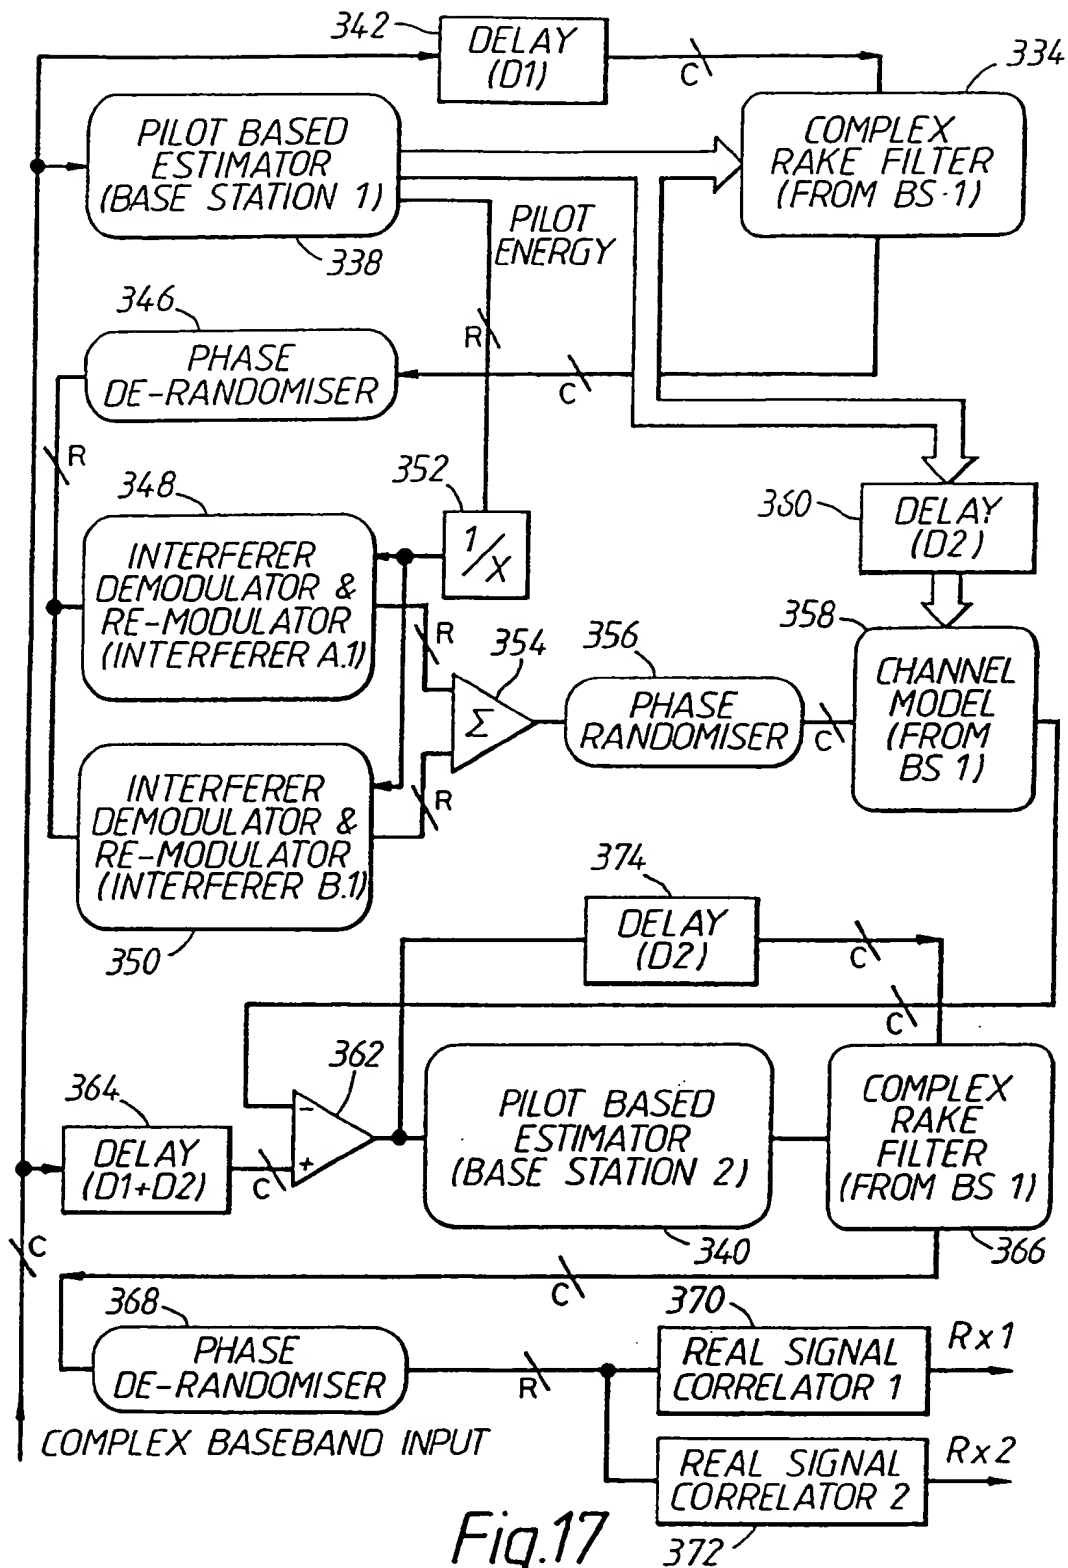 342
DELAY
(D1)
C
334
PILOT BASED
ESTIMATOR
(BASE STATION 1)
338
COMPLEX
RAKE FILTER
(FROM BS·1)
PILOT
ENERGY
346
R
PHASE
DE-RANDOMISER
C
R
348
352
1/X
360
DELAY
(D2)
INTERFERER
DEMODULATOR &
RE-MODULATOR
(INTERFERER A.1)
R
354
Σ
356
PHASE
RANDOMISER
C
358
CHANNEL
MODEL
(FROM
BS 1)
INTERFERER
DEMODULATOR &
RE-MODULATOR
(INTERFERER B.1)
R
350
374
DELAY
(D2)
C
C
362
-
+
364
DELAY
(D1+D2)
C
PILOT BASED
ESTIMATOR
(BASE STATION 2)
340
COMPLEX
RAKE
FILTER
(FROM BS 1)
366
C
C
368
PHASE
DE-RANDOMISER
R
370
REAL SIGNAL
CORRELATOR 1
Rx1
COMPLEX BASEBAND INPUT
REAL SIGNAL
CORRELATOR 2
Rx2
372
Fig.17